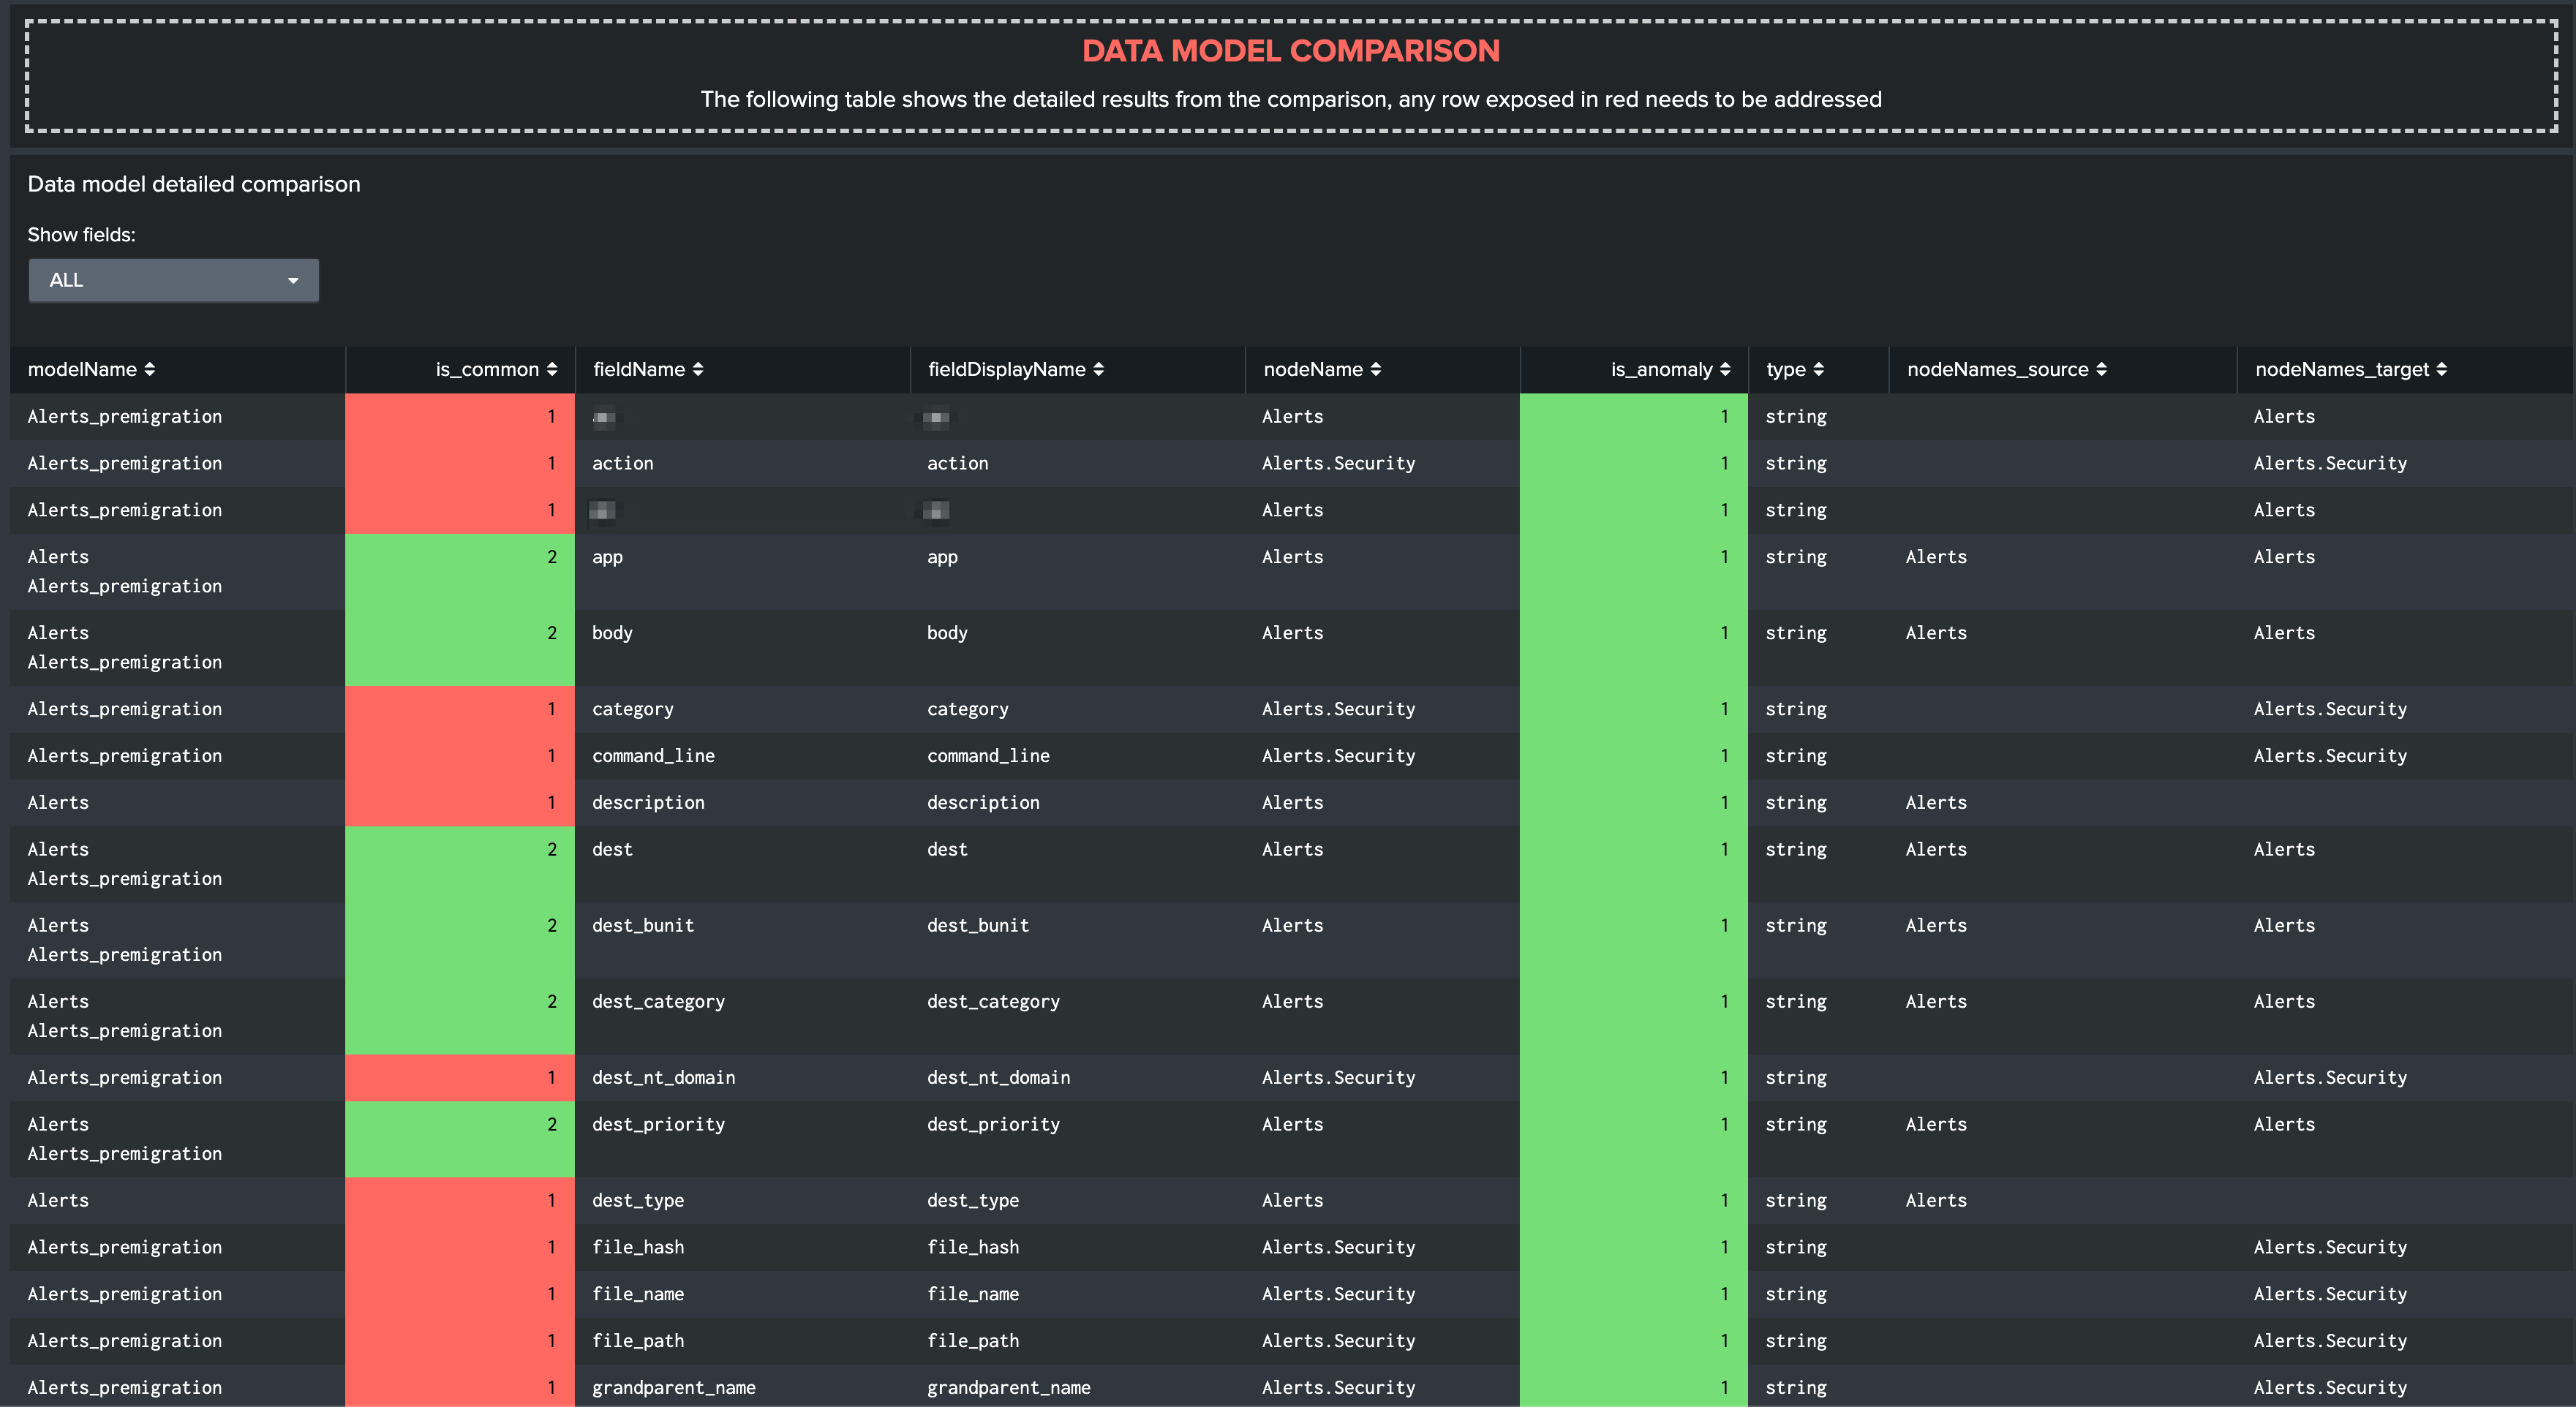 DATA MODEL COMPARISON
The following table shows the detailed results from the comparison, any row exposed in red needs to be addressed
Data model detailed comparison
Show fields:
ALL
modelName is_common fieldName fieldDisplayName nodeName is_anomaly type nodeNames_source nodeNames_target
Alerts_premigration 1 Alerts 1 string Alerts
Alerts_premigration 1 action action Alerts.Security 1 string Alerts.Security
Alerts_premigration 1 Alerts 1 string Alerts
Alerts 2 app app Alerts 1 string Alerts Alerts
Alerts_premigration
Alerts 2 body body Alerts 1 string Alerts Alerts
Alerts_premigration
Alerts_premigration 1 category category Alerts.Security 1 string Alerts.Security
Alerts_premigration 1 command_line command_line Alerts.Security 1 string Alerts.Security
Alerts 1 description description Alerts 1 string Alerts
Alerts 2 dest dest Alerts 1 string Alerts Alerts
Alerts_premigration
Alerts 2 dest_bunit dest_bunit Alerts 1 string Alerts Alerts
Alerts_premigration
Alerts 2 dest_category dest_category Alerts 1 string Alerts Alerts
Alerts_premigration
Alerts_premigration 1 dest_nt_domain dest_nt_domain Alerts.Security 1 string Alerts.Security
Alerts 2 dest_priority dest_priority Alerts 1 string Alerts Alerts
Alerts_premigration
Alerts 1 dest_type dest_type Alerts 1 string Alerts
Alerts_premigration 1 file_hash file_hash Alerts.Security 1 string Alerts.Security
Alerts_premigration 1 file_name file_name Alerts.Security 1 string Alerts.Security
Alerts_premigration 1 file_path file_path Alerts.Security 1 string Alerts.Security
Alerts_premigration 1 grandparent_name grandparent_name Alerts.Security 1 string Alerts.Security